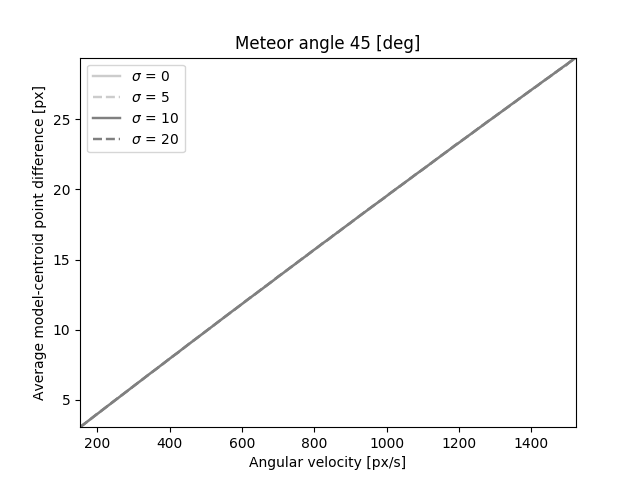 Meteor angle 45 [deg]
σ = 0
σ = 5
σ = 10
σ = 20
Average model-centroid point difference [px]
25
20
15
10
5
200 400 600 800 1000 1200 1400
Angular velocity [px/s]